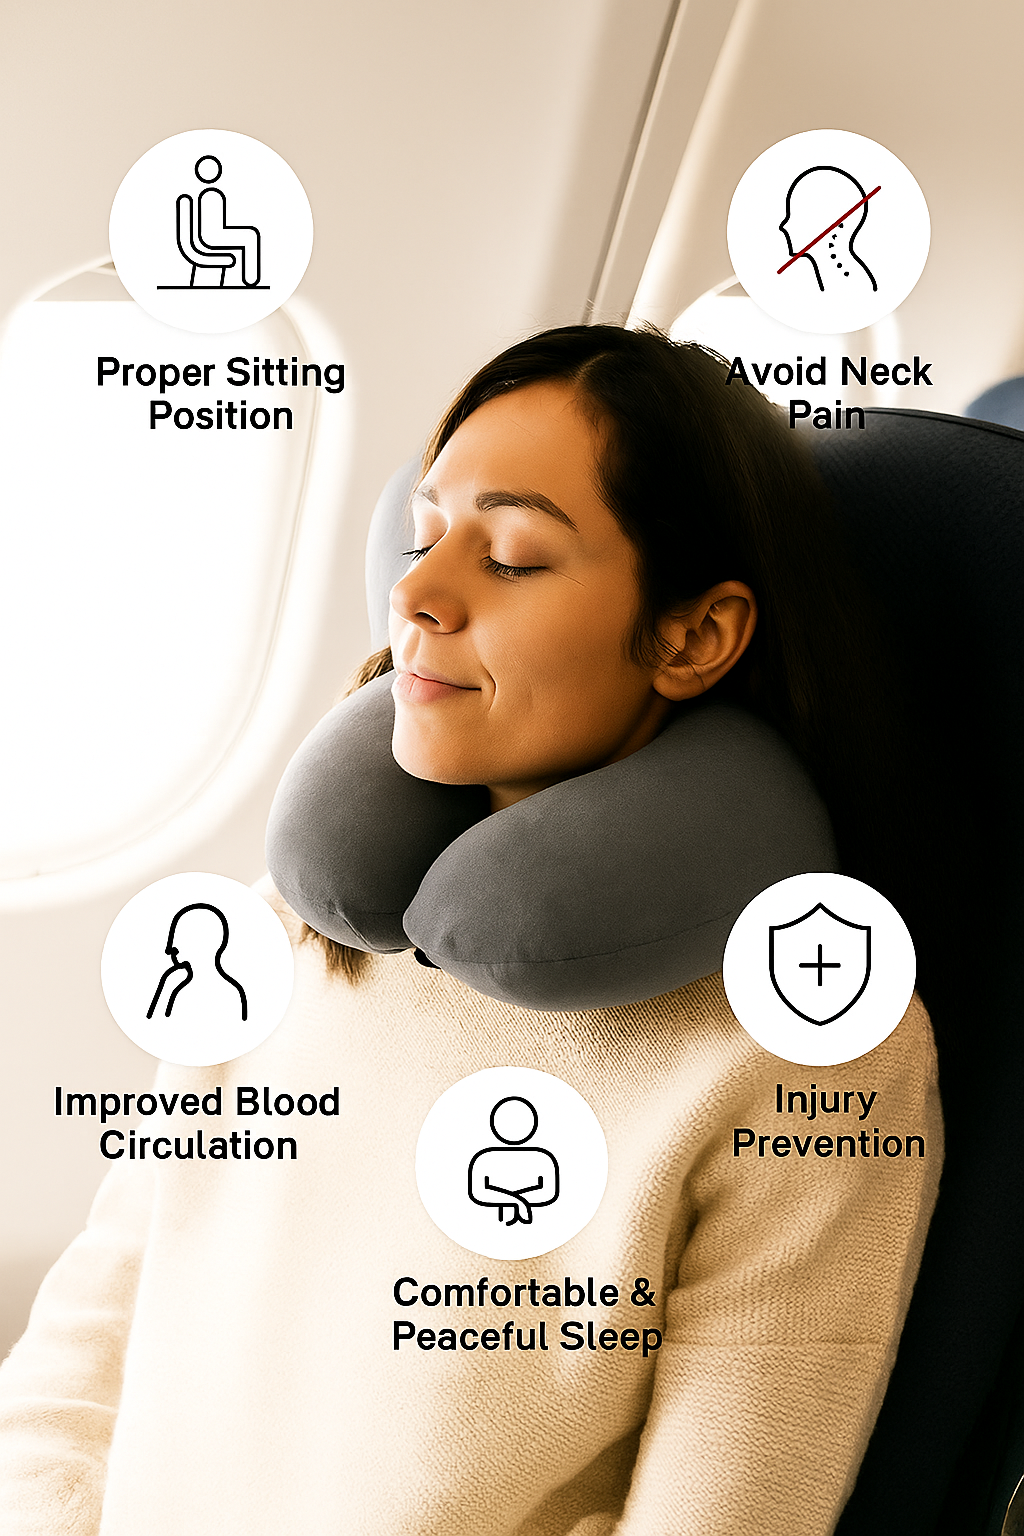 Proper Sitting
Position
Avoid Neck
Pain
Improved Blood
Circulation
Injury
Prevention
Comfortable &
Peaceful Sleep